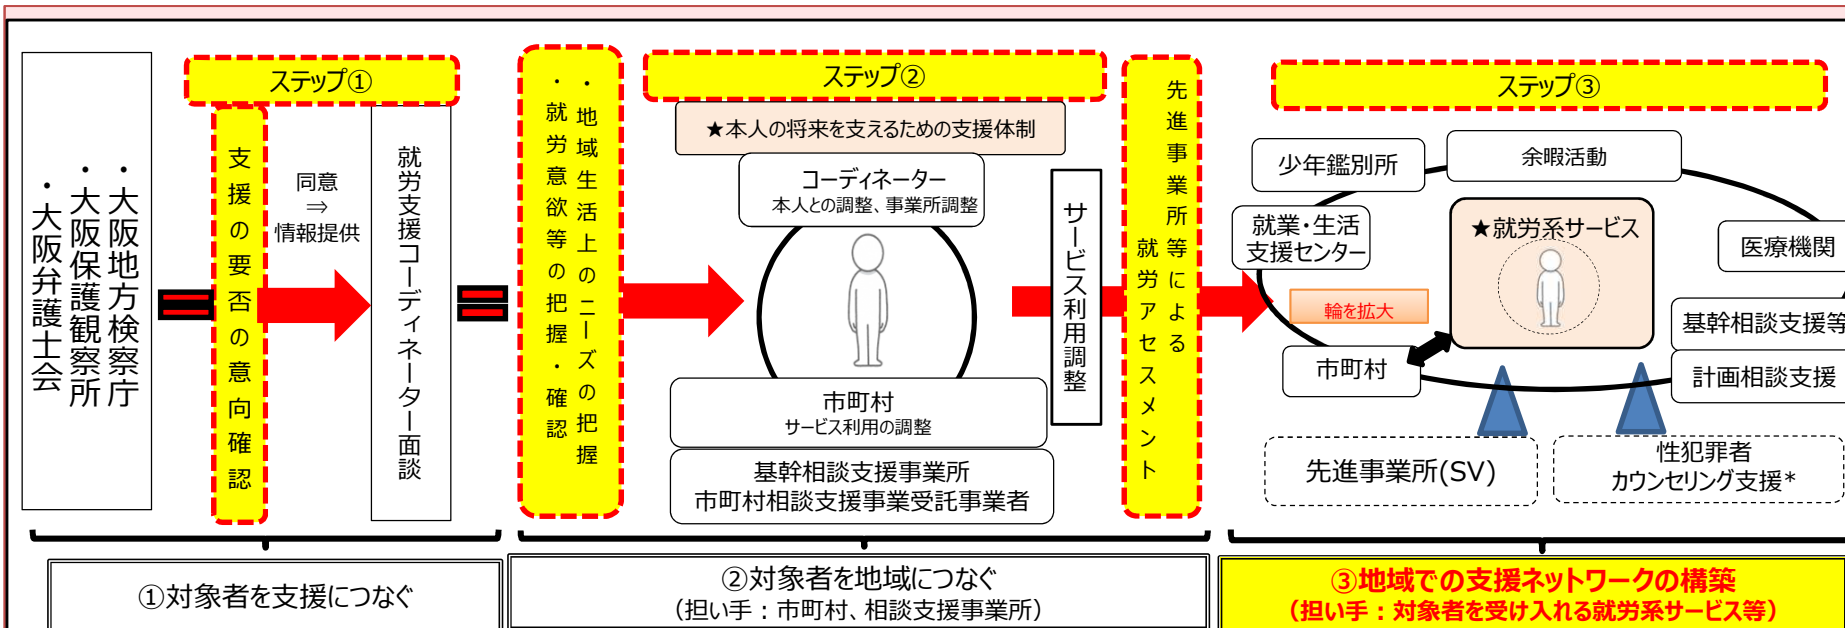 ステップ①
・大阪地方検察庁
・大阪保護観察所
・大阪弁護士会
支援の要否の意向確認
同意
⇒
情報提供
就労支援コーディネーター面談
①対象者を支援につなぐ
・地域生活上のニーズの把握
・就労意欲等の把握・確認
ステップ②
★本人の将来を支えるための支援体制
コーディネーター
本人との調整、事業所調整
市町村
サービス利用の調整
基幹相談支援事業所
市町村相談支援事業受託事業者
サービス利用調整
先進事業所等による
就労アセスメント
②対象者を地域につなぐ
（担い手：市町村、相談支援事業所）
ステップ③
少年鑑別所
余暇活動
就業・生活
支援センター
★就労系サービス
医療機関
輪を拡大
基幹相談支援等
市町村
計画相談支援
先進事業所(SV)
性犯罪者
カウンセリング支援*
③地域での支援ネットワークの構築
（担い手：対象者を受け入れる就労系サービス等）